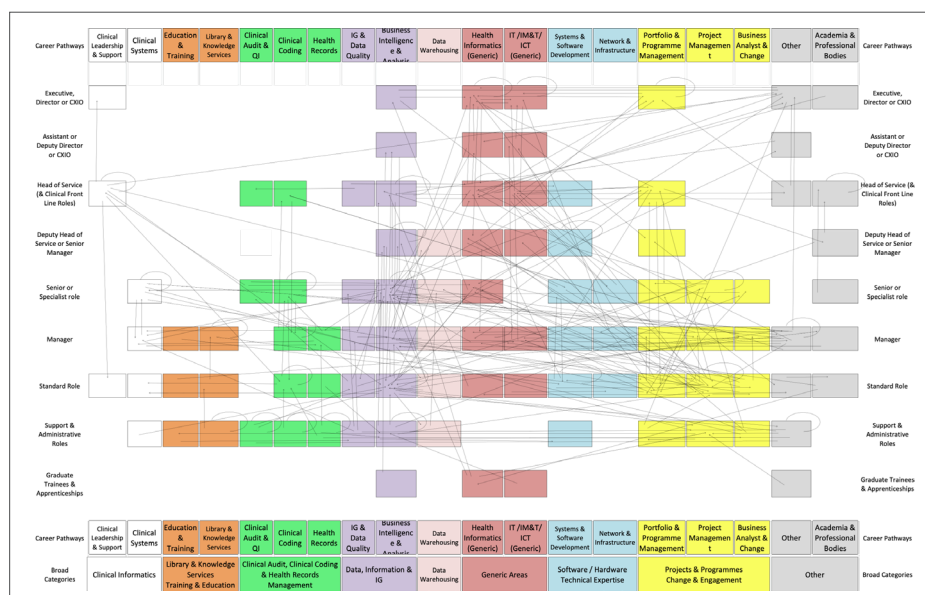 Career Pathways
Clinical
Leadership
& Support
Clinical
Systems
Education
&
Training
Library &
Knowledge
Services
Clinical
Audit &
QI
Clinical
Coding
Health
Records
IG &
Data
Quality
Business
Intelligenc
e &
Analysis
Data
Warehousing
Health
Informatics
(Generic)
IT /IM&T/
ICT
(Generic)
Systems &
Software
Development
Network &
Infrastructure
Portfolio &
Programme
Management
Project
Managemen
t
Business
Analyst &
Change
Other
Academia &
Professional
Bodies
Career Pathways
Executive,
Director or CXIO
Executive,
Director or CXIO
Assistant or
Deputy Director
or CXIO
Assistant or
Deputy Director
or CXIO
Head of Service
(& Clinical Front
Line Roles)
Head of Service (&
Clinical Front Line
Roles)
Deputy Head of
Service or Senior
Manager
Deputy Head of
Service or Senior
Manager
Senior or
Specialist role
Senior or
Specialist role
Manager
Manager
Standard Role
Standard Role
Support &
Administrative
Roles
Support &
Administrative
Roles
Graduate
Trainees &
Apprenticeships
Graduate Trainees
& Apprenticeships
Career Pathways
Clinical
Leadership
& Support
Clinical
Systems
Education
&
Training
Library &
Knowledge
Services
Clinical
Audit &
QI
Clinical
Coding
Health
Records
IG &
Data
Quality
Business
Intelligenc
e &
Analysis
Data
Warehousing
Health
Informatics
(Generic)
IT /IM&T/
ICT
(Generic)
Systems &
Software
Development
Network &
Infrastructure
Portfolio &
Programme
Management
Project
Managemen
t
Business
Analyst &
Change
Other
Academia &
Professional
Bodies
Career Pathways
Broad
Categories
Clinical Informatics
Library & Knowledge
Services
Training & Education
Clinical Audit, Clinical Coding
& Health Records
Management
Data, Information &
IG
Data
Warehousing
Generic Areas
Software / Hardware
Technical Expertise
Projects & Programmes
Change & Engagement
Other
Broad
Categories